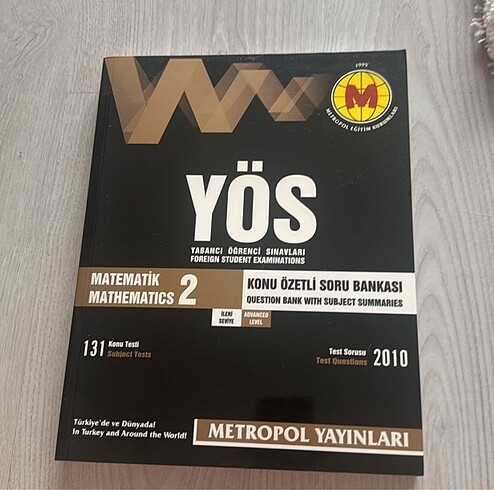 1995
M
METROPOL EĞİTİM KURUMLARI
YÖS
YABANCI ÖĞRENCİ SINAVLARI
FOREIGN STUDENT EXAMINATIONS
MATEMATİK
MATHEMATICS 2
KONU ÖZETLİ SORU BANKASI
QUESTION BANK WITH SUBJECT SUMMARIES
İLERİ SEVİYE
ADVANCED LEVEL
131 Konu Testi
Subject Tests
Test Sorusu
Test Questions 2010
Türkiye'de ve Dünyada!
In Turkey and Around the World!
METROPOL YAYINLARI